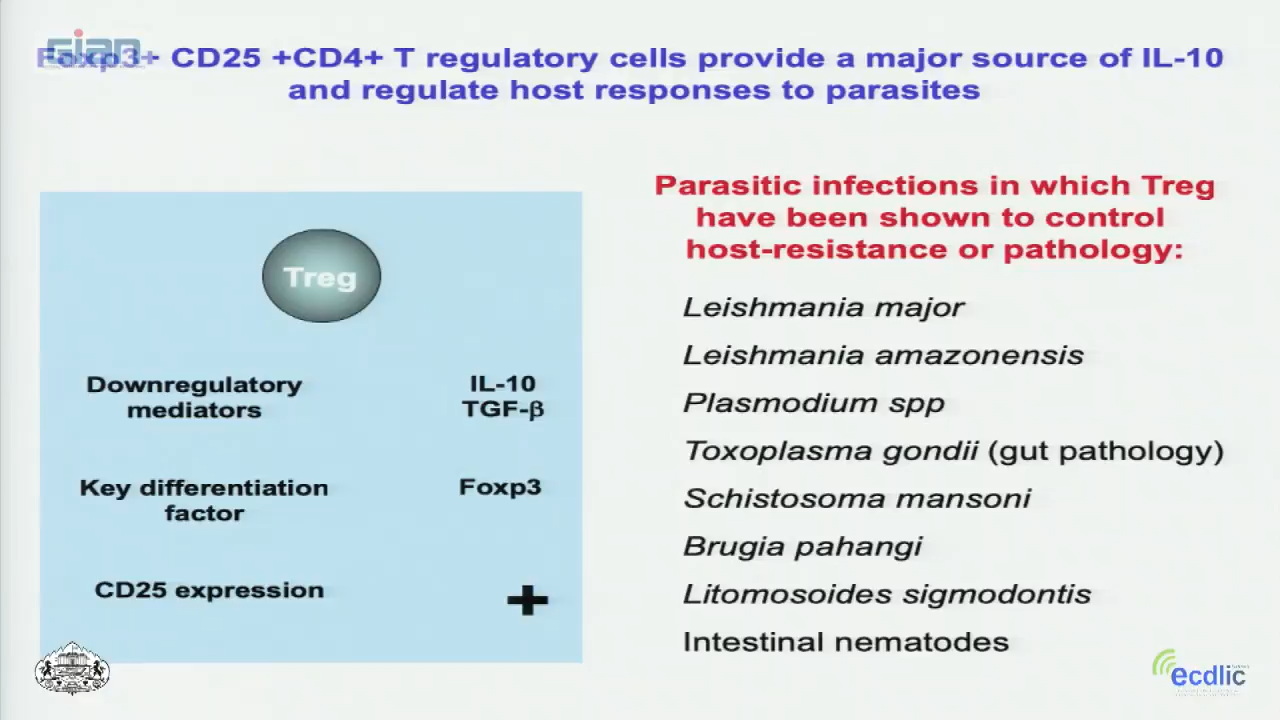 gian
Foxp3+ CD25 +CD4+ T regulatory cells provide a major source of IL-10
and regulate host responses to parasites
Parasitic infections in which Treg
have been shown to control
host-resistance or pathology:
Treg
Downregulatory
mediators
IL-10
TGF-β
Key differentiation
factor
Foxp3
CD25 expression
+
Leishmania major
Leishmania amazonensis
Plasmodium spp
Toxoplasma gondii (gut pathology)
Schistosoma mansoni
Brugia pahangi
Litomosoides sigmodontis
Intestinal nematodes
ecdlic